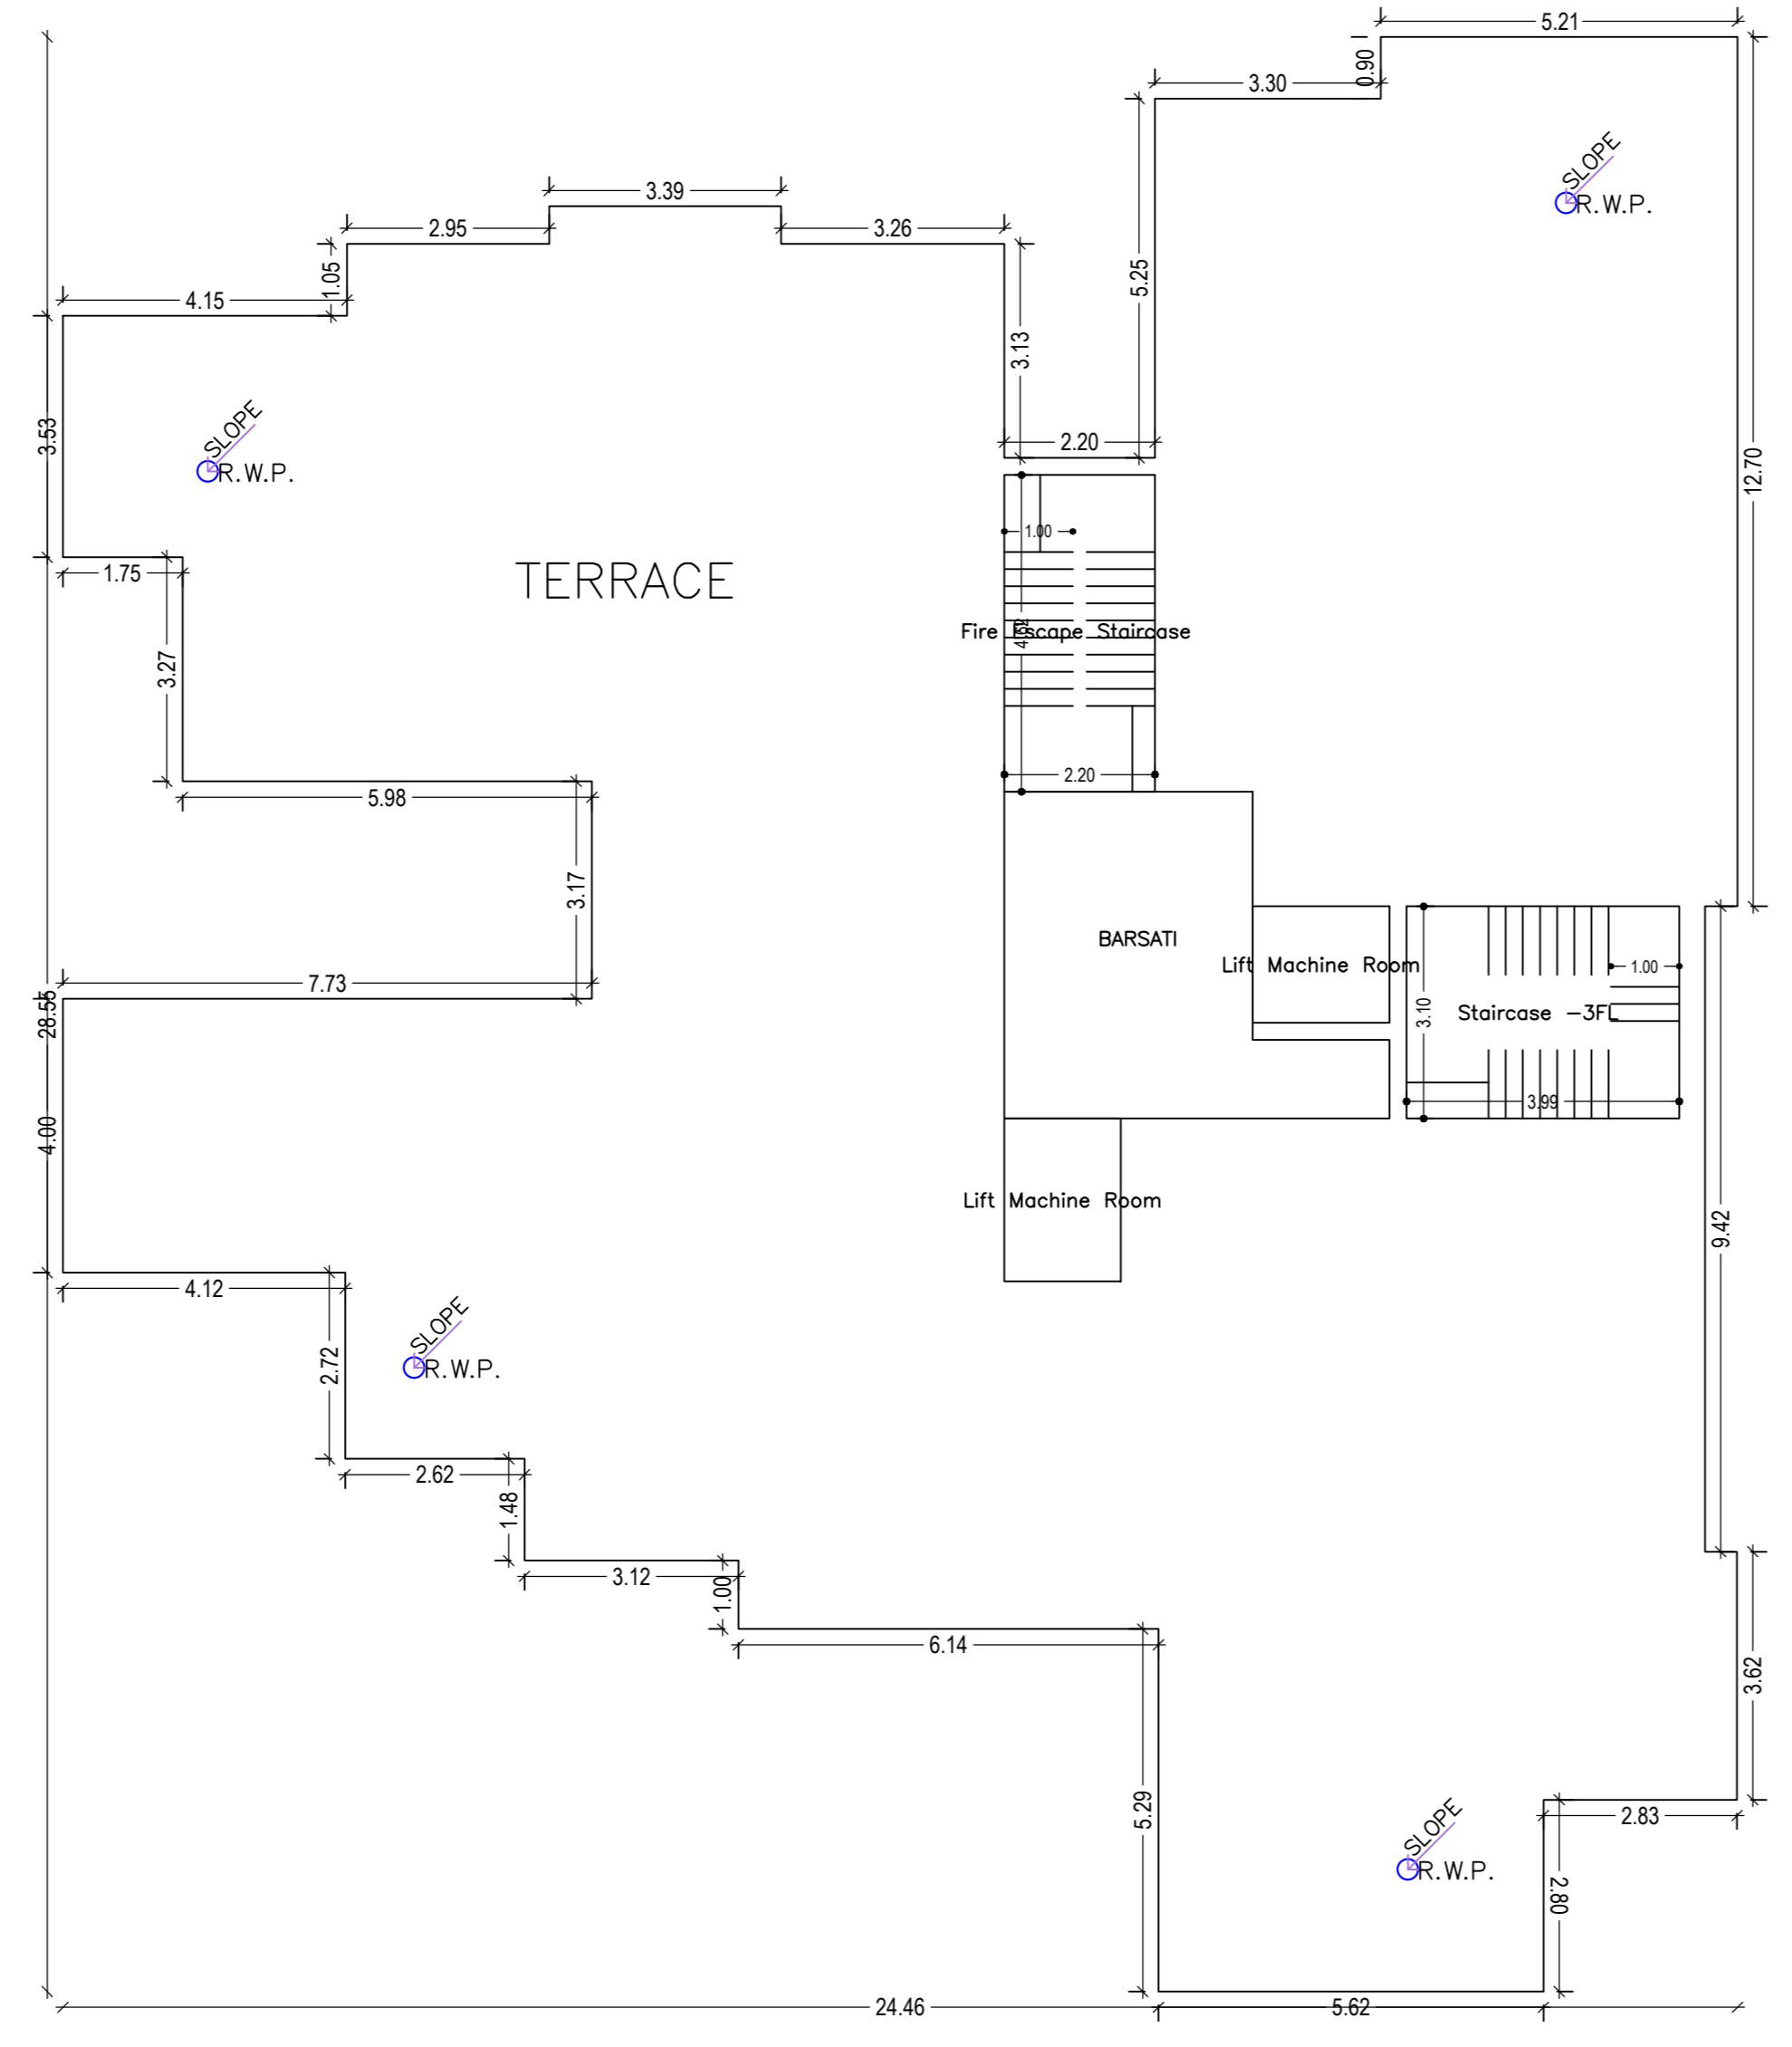 5.21
0.90
3.30
SLOPE
R.W.P.
3.39
2.95
3.26
5.25
1.05
4.15
3.13
3.53
SLOPE
R.W.P.
2.20
12.70
1.00
1.75
TERRACE
Fire Escape Staircase
3.27
2.20
5.98
3.17
BARSATI
Lift Machine Room
1.00
7.73
28.55
3.10
Staircase -3FL
3.99
4.00
Lift Machine Room
9.42
4.12
SLOPE
R.W.P.
2.72
2.62
1.48
3.12
1.00
6.14
3.62
5.29
SLOPE
R.W.P.
2.83
2.80
24.46
5.62